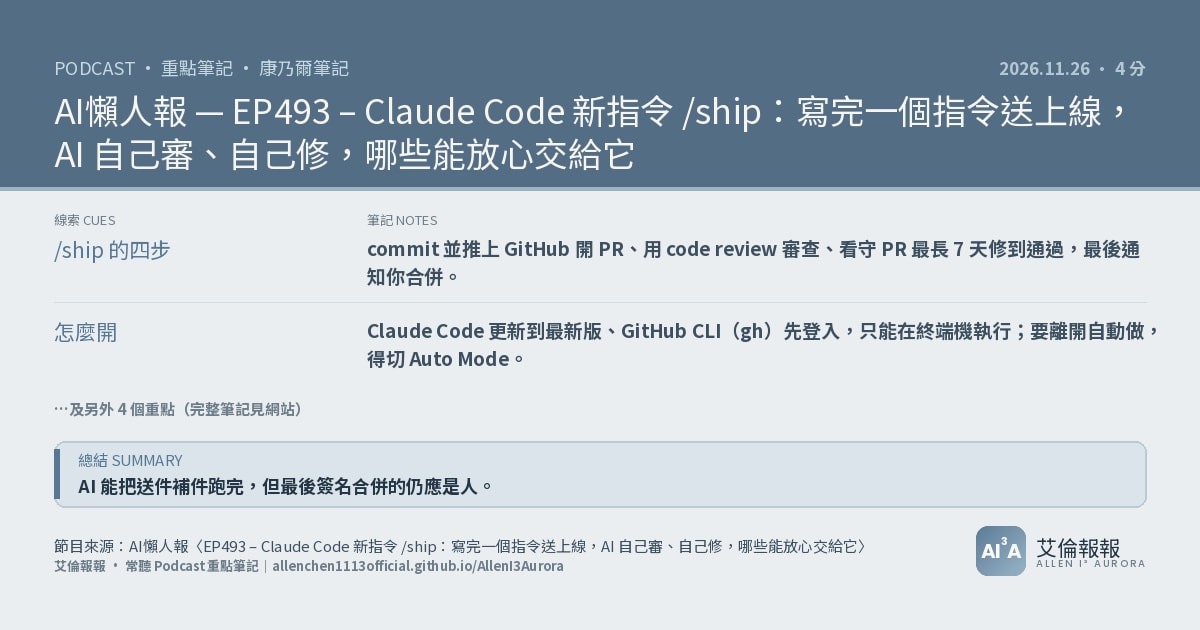 PODCAST • 重點筆記 • 康乃爾筆記
2026.11.26 • 4 分
AI懶人報 — EP493 – Claude Code 新指令 /ship：寫完一個指令送上線，
AI 自己審、自己修，哪些能放心交給它
線索 CUES
筆記 NOTES
/ship 的四步
commit 並推上 GitHub 開 PR、用 code review 審查、看守 PR 最長 7 天修到通過，最後通
知你合併。
怎麼開
Claude Code 更新到最新版、GitHub CLI（gh）先登入，只能在終端機執行；要離開自動做，
得切 Auto Mode。
…及另外 4 個重點（完整筆記見網站）
總結 SUMMARY
AI 能把送件補件跑完，但最後簽名合併的仍應是人。
節目來源：AI懶人報〈EP493 – Claude Code 新指令 /ship：寫完一個指令送上線，AI 自己審、自己修，哪些能放心交給它〉
艾倫報報 • 常聽 Podcast 重點筆記｜allenchen1113official.github.io/AllenI3Aurora
AI³A
艾倫報報
ALLEN I³ AURORA